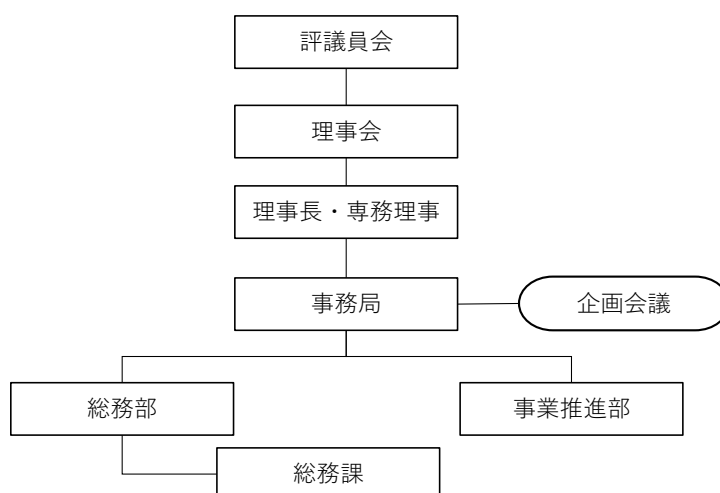 評議員会
理事会
理事長・専務理事
事務局
企画会議
総務部
事業推進部
総務課